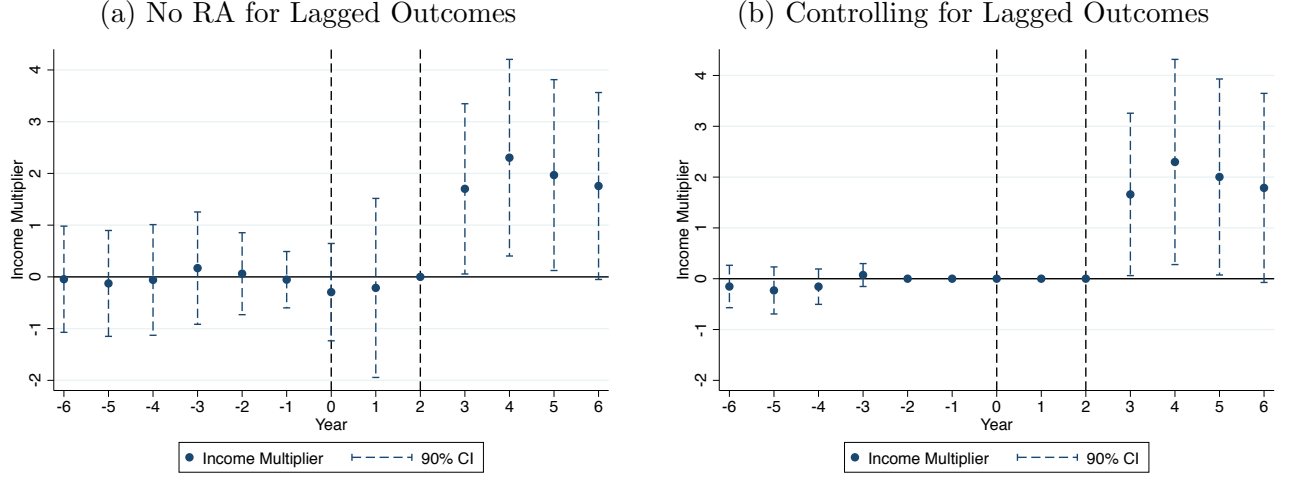 (a) No RA for Lagged Outcomes
Income Multiplier
4
3
2
1
0
-1
-2
-6 -5 -4 -3 -2 -1 0 1 2 3 4 5 6
Year
Income Multiplier 90% CI
(b) Controlling for Lagged Outcomes
Income Multiplier
4
3
2
1
0
-1
-2
-6 -5 -4 -3 -2 -1 0 1 2 3 4 5 6
Year
Income Multiplier 90% CI